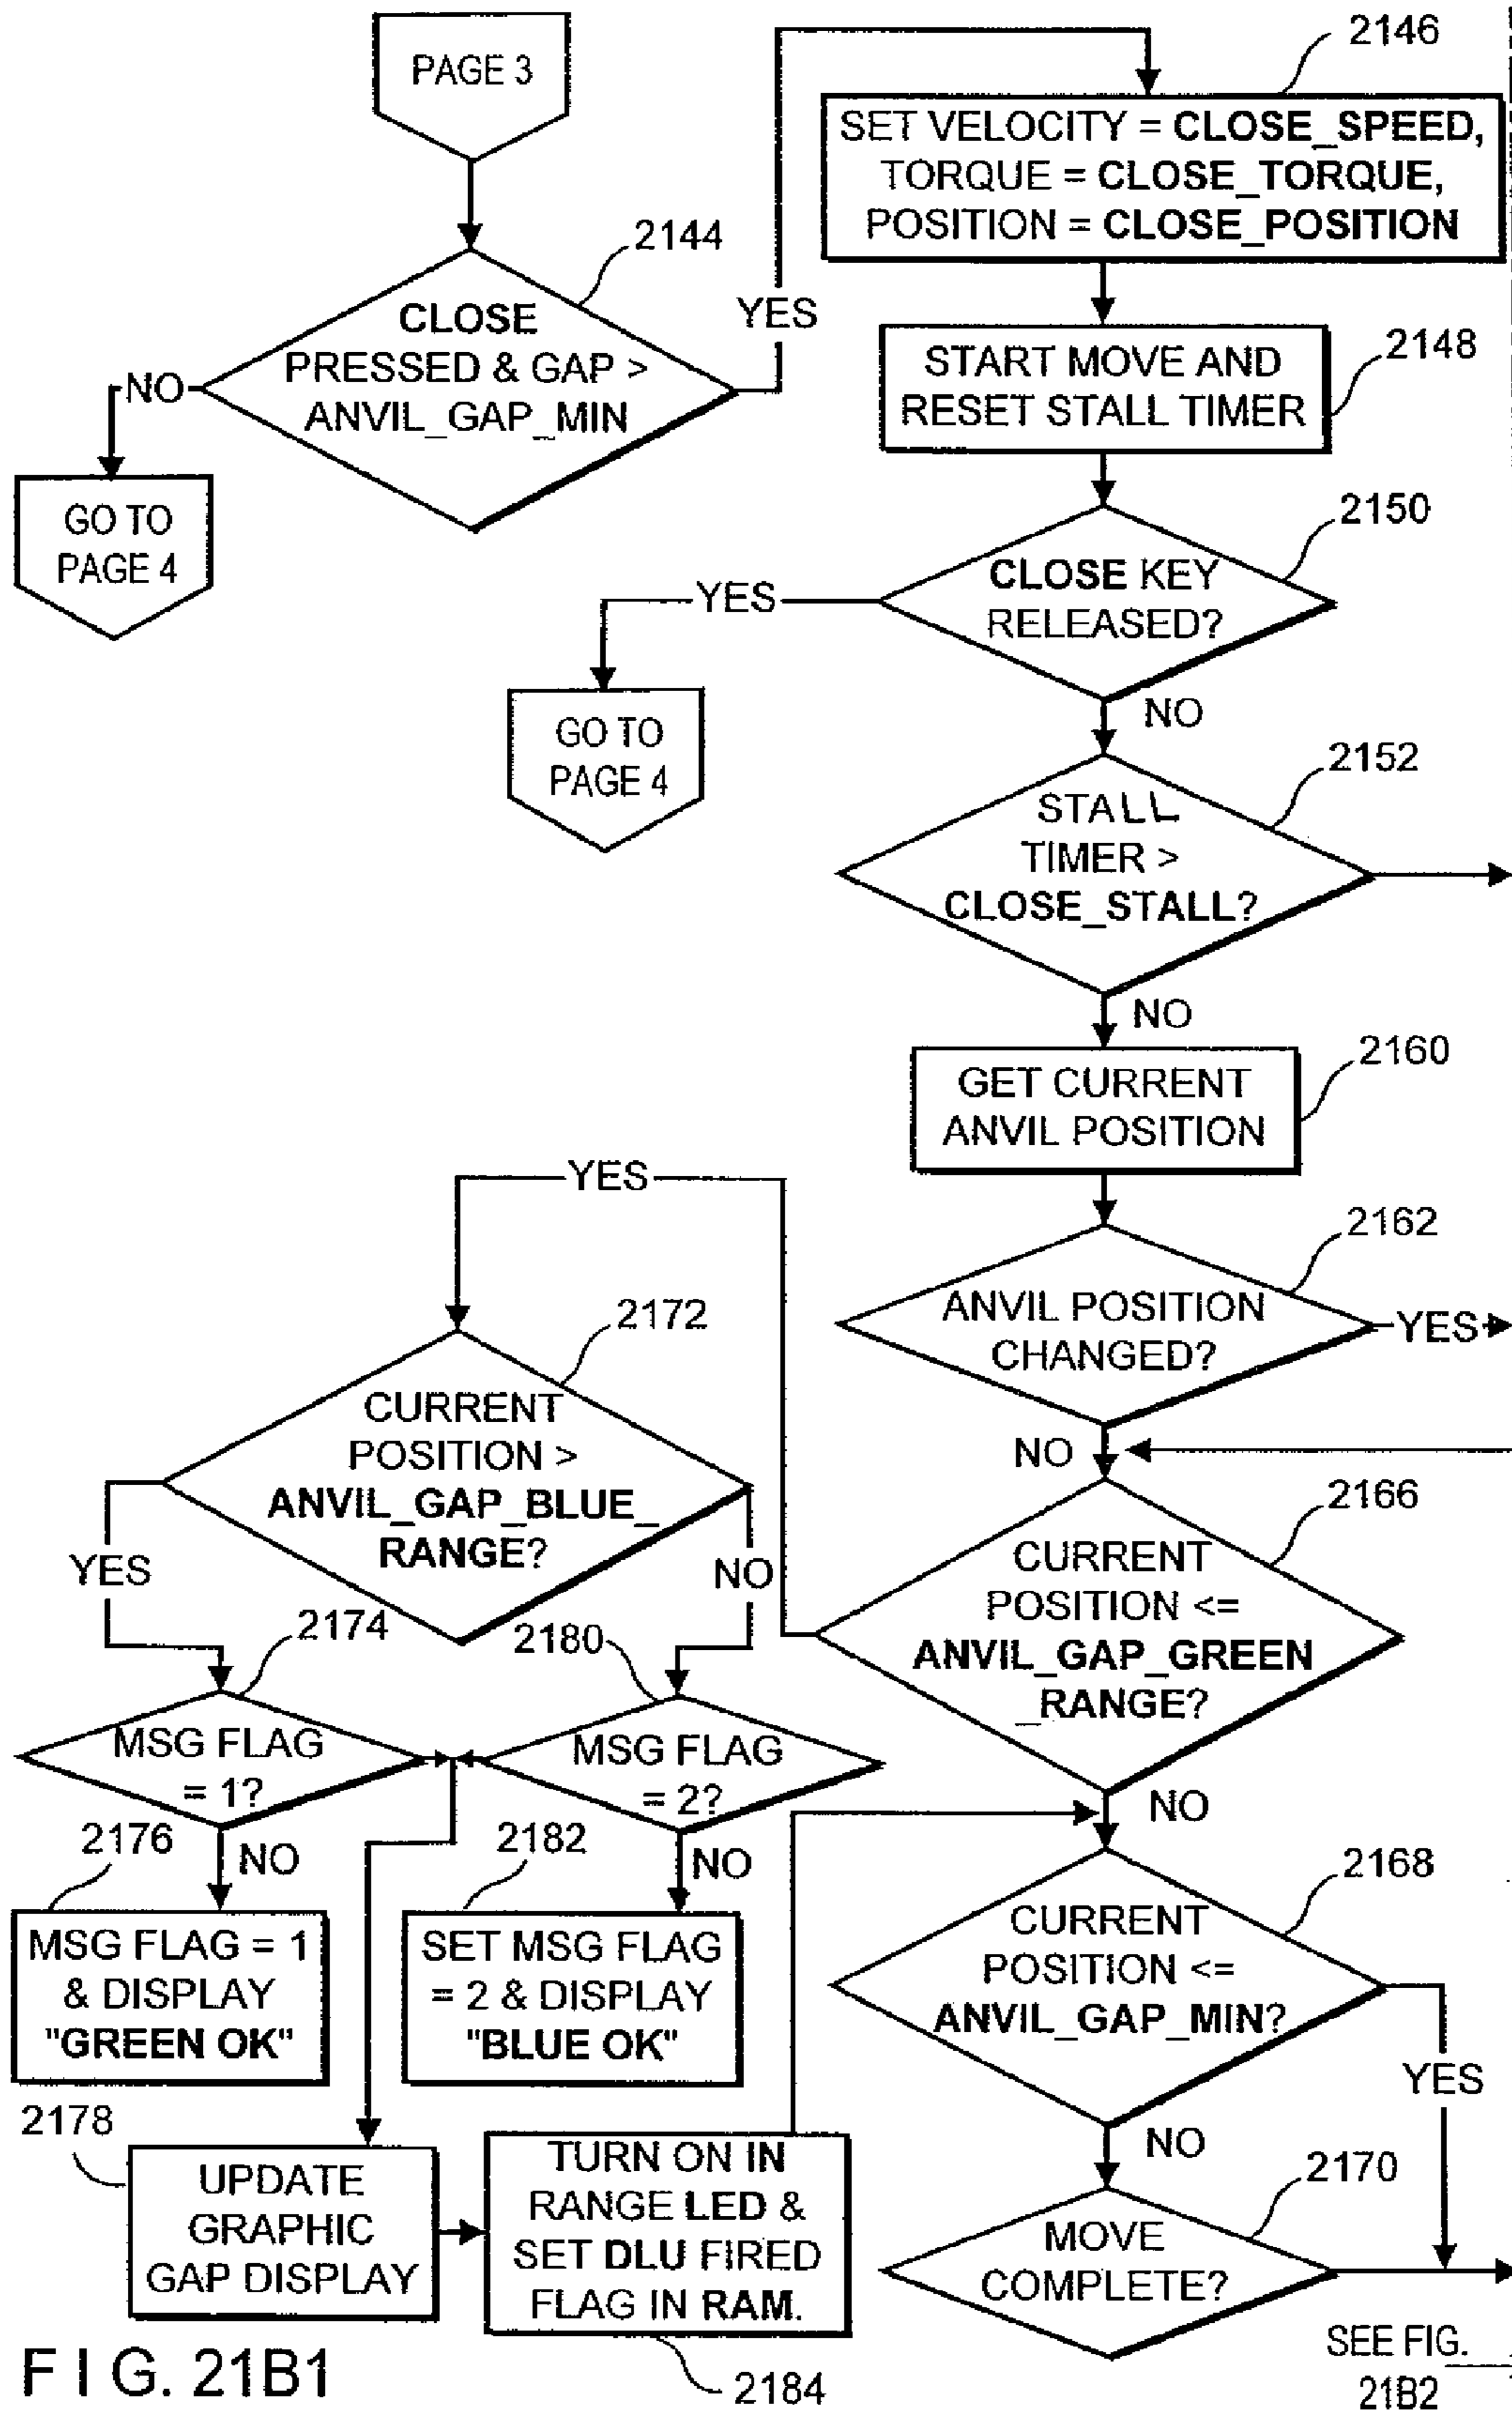 PAGE 3
2144
CLOSE
PRESSED & GAP >
ANVIL_GAP_MIN
NO
YES
GO TO
PAGE 4
2146
SET VELOCITY = CLOSE_SPEED,
TORQUE = CLOSE_TORQUE,
POSITION = CLOSE_POSITION
2148
START MOVE AND
RESET STALL TIMER
2150
CLOSE KEY
RELEASED?
YES
GO TO
PAGE 4
NO
2152
STALL
TIMER >
CLOSE_STALL?
NO
2160
GET CURRENT
ANVIL POSITION
2162
ANVIL POSITION
CHANGED?
YES
NO
2166
CURRENT
POSITION <=
ANVIL_GAP_GREEN
_RANGE?
YES
NO
2172
CURRENT
POSITION >
ANVIL_GAP_BLUE_
RANGE?
YES
NO
2174
MSG FLAG
= 1?
NO
2176
MSG FLAG = 1
& DISPLAY
"GREEN OK"
2180
MSG FLAG
= 2?
NO
2182
SET MSG FLAG
= 2 & DISPLAY
"BLUE OK"
2178
UPDATE
GRAPHIC
GAP DISPLAY
TURN ON IN
RANGE LED &
SET DLU FIRED
FLAG IN RAM.
2184
2168
CURRENT
POSITION <=
ANVIL_GAP_MIN?
YES
NO
2170
MOVE
COMPLETE?
SEE FIG.
21B2
FIG. 21B1